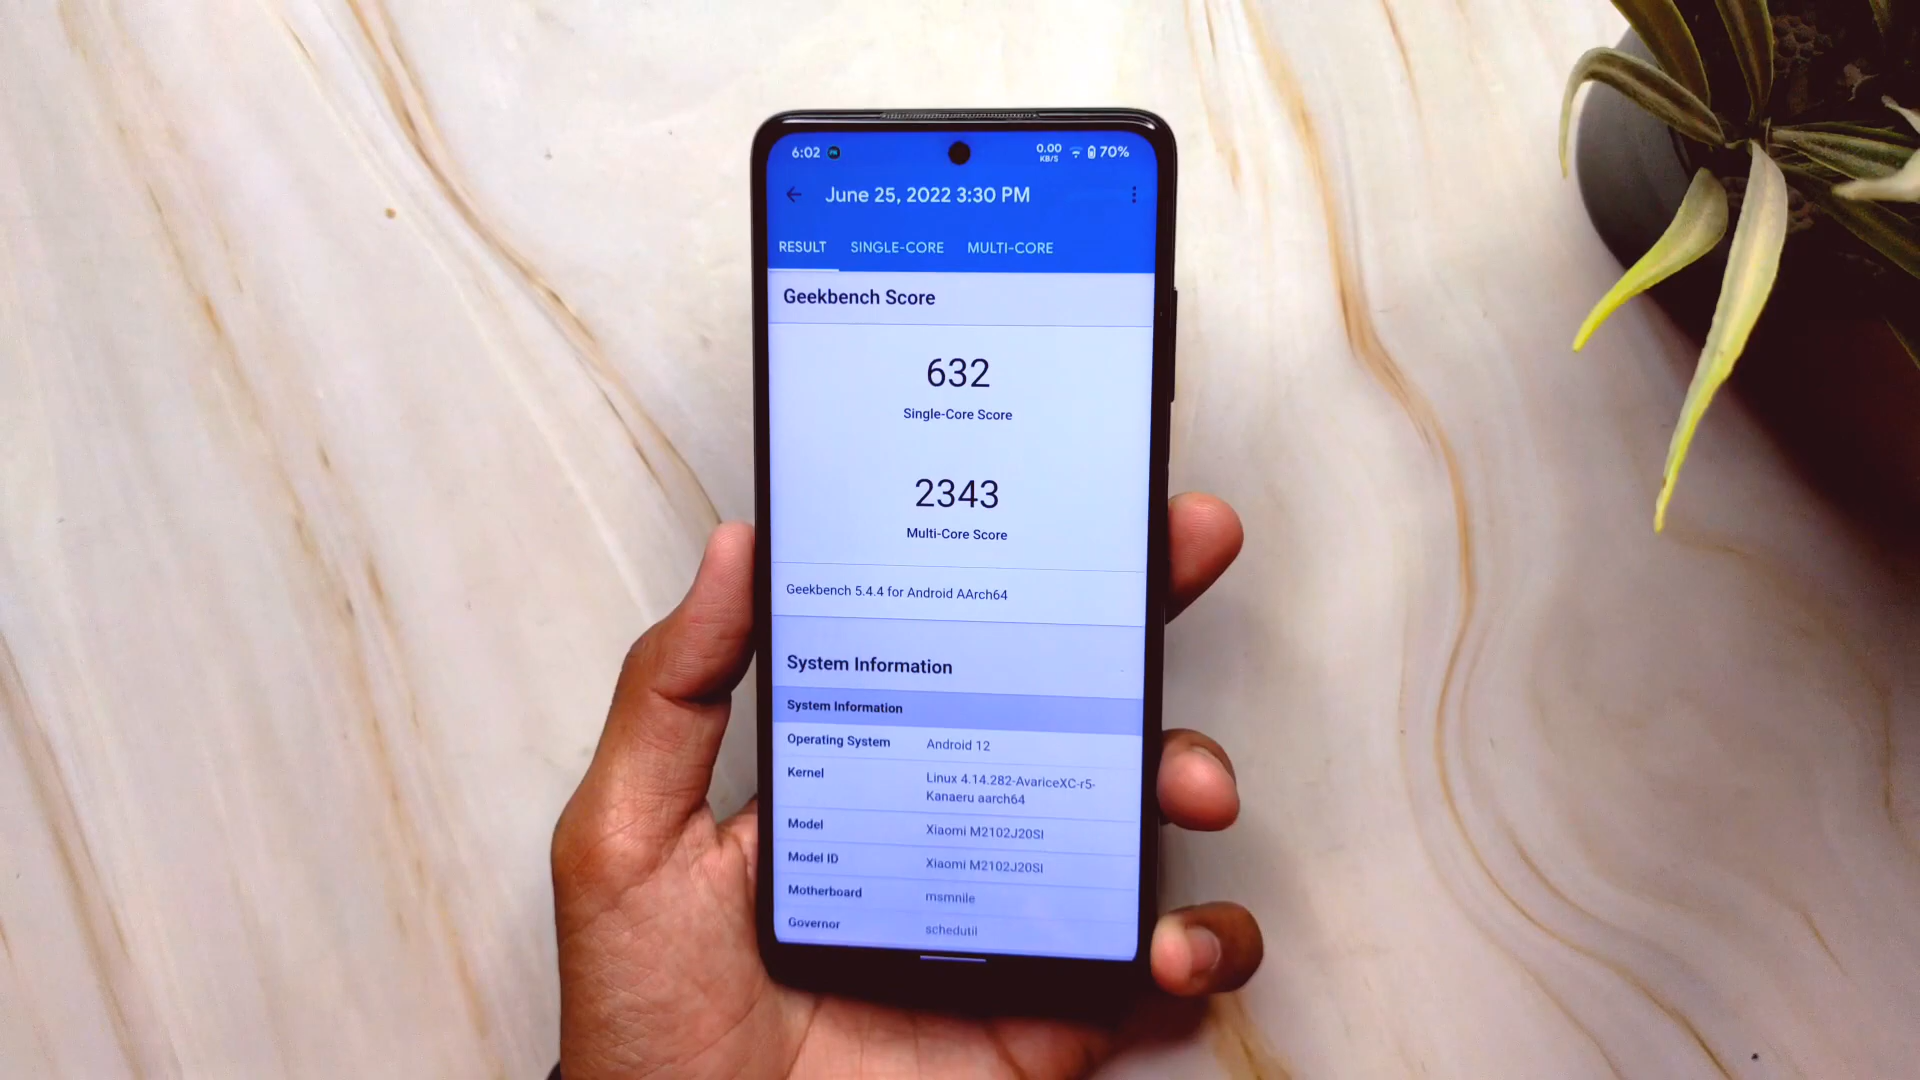 6:02
0.00
KB/S
70%
June 25, 2022 3:30 PM
RESULT SINGLE-CORE MULTI-CORE
Geekbench Score
632
Single-Core Score
2343
Multi-Core Score
Geekbench 5.4.4 for Android AArch64
System Information
System Information
Operating System Android 12
Kernel Linux 4.14.282-AvariceXC-r5-
Kanaeru aarch64
Model Xiaomi M2102J20SI
Model ID Xiaomi M2102J20SI
Motherboard msmnile
Governor schedutil